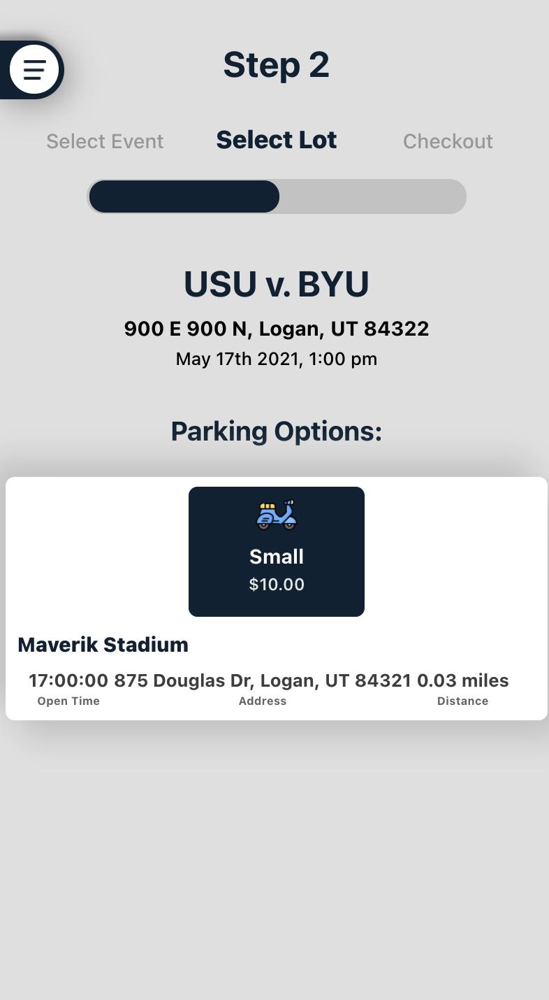 Step 2
Select Event Select Lot Checkout
USU v. BYU
900 E 900 N, Logan, UT 84322
May 17th 2021, 1:00 pm
Parking Options:
Small
$10.00
Maverik Stadium
17:00:00 875 Douglas Dr, Logan, UT 84321 0.03 miles
Open Time Address Distance